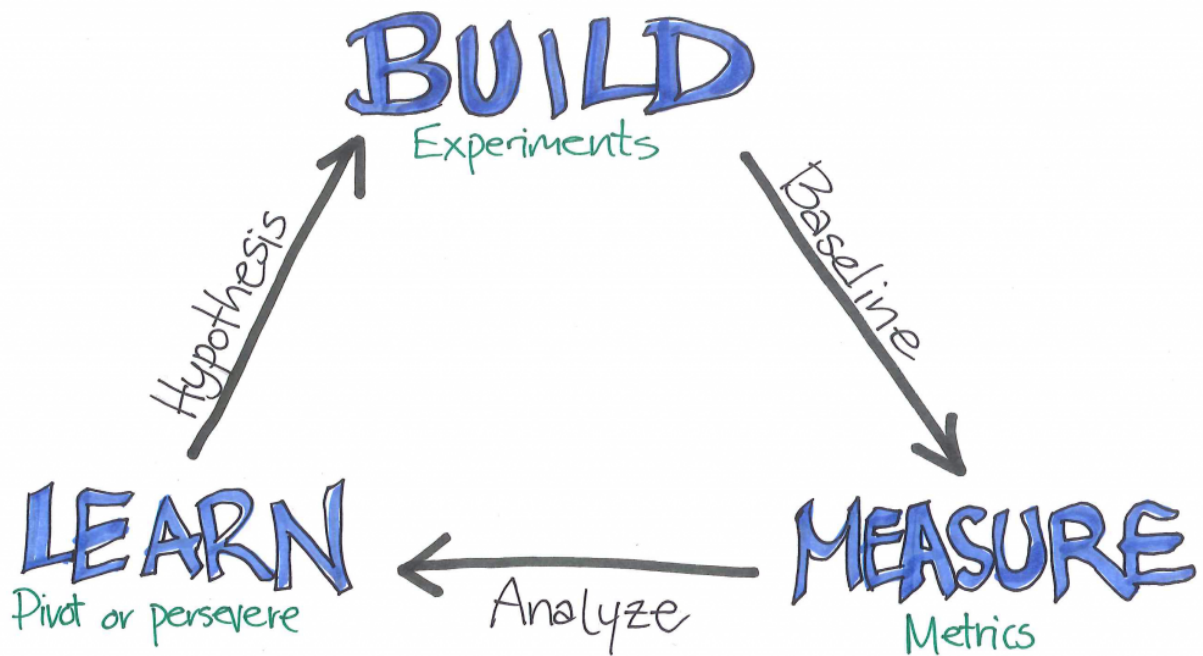 BUILD
Experiments
Hypothesis
Baseline
LEARN
Pivot or persevere
Analyze
MEASURE
Metrics